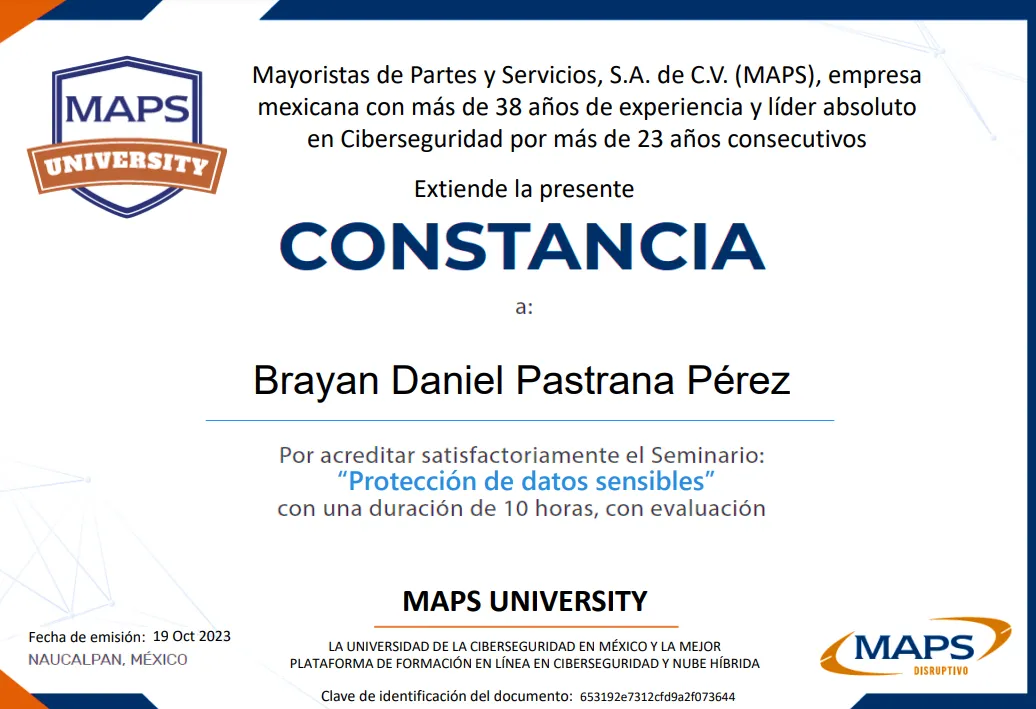 MAPS
UNIVERSITY
Mayoristas de Partes y Servicios, S.A. de C.V. (MAPS), empresa
mexicana con más de 38 años de experiencia y líder absoluto
en Ciberseguridad por más de 23 años consecutivos
Extiende la presente
CONSTANCIA
a:
Brayan Daniel Pastrana Pérez
Por acreditar satisfactoriamente el Seminario:
“Protección de datos sensibles”
con una duración de 10 horas, con evaluación
MAPS UNIVERSITY
LA UNIVERSIDAD DE LA CIBERSEGURIDAD EN MÉXICO Y LA MEJOR
PLATAFORMA DE FORMACIÓN EN LÍNEA EN CIBERSEGURIDAD Y NUBE HÍBRIDA
Fecha de emisión: 19 Oct 2023
NAUCALPAN, MÉXICO
Clave de identificación del documento: 653192e7312cfd9a2f073644
MAPS
DISRUPTIVO